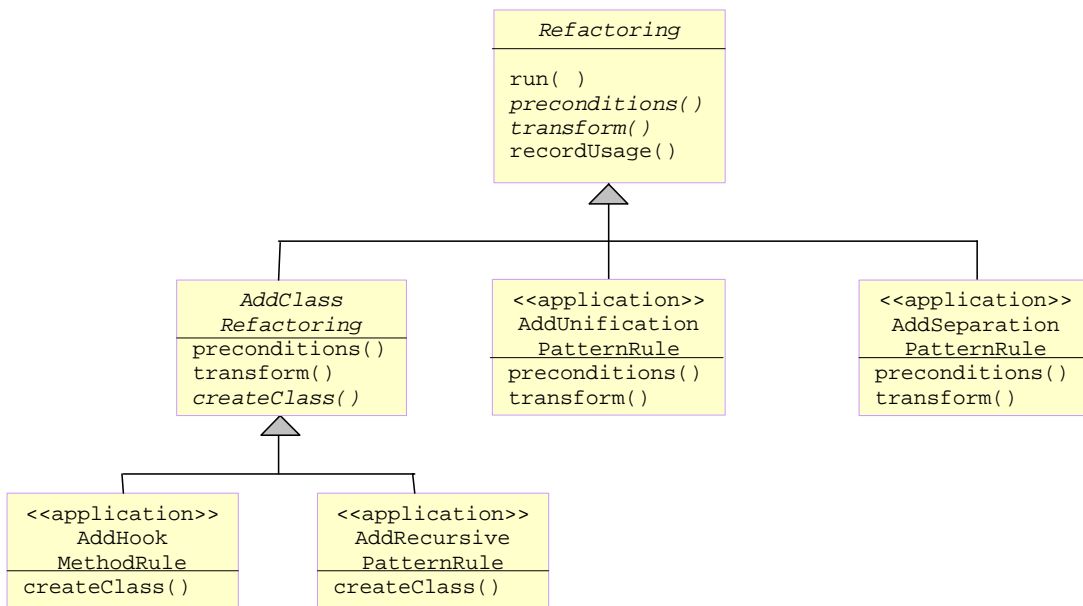 Refactoring
run( )
preconditions()
transform()
recordUsage()
AddClass
Refactoring
preconditions()
transform()
createClass()
<<application>>
AddUnification
PatternRule
preconditions()
transform()
<<application>>
AddSeparation
PatternRule
preconditions()
transform()
<<application>>
AddHook
MethodRule
createClass()
<<application>>
AddRecursive
PatternRule
createClass()